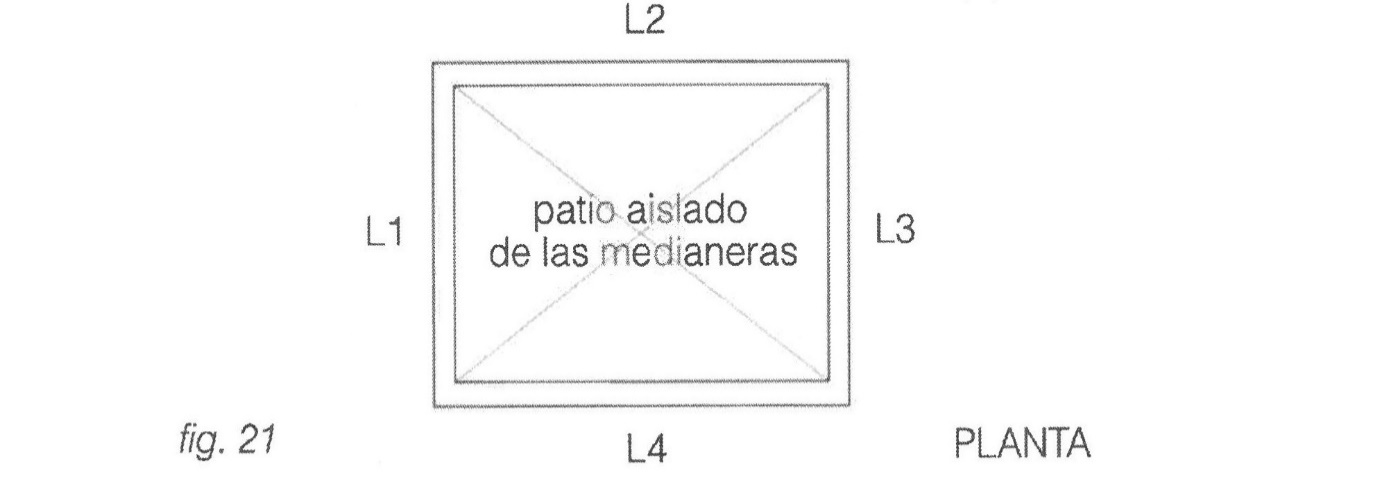 L2
L1
patio aislado
de las medianeras
L3
fig. 21
L4
PLANTA